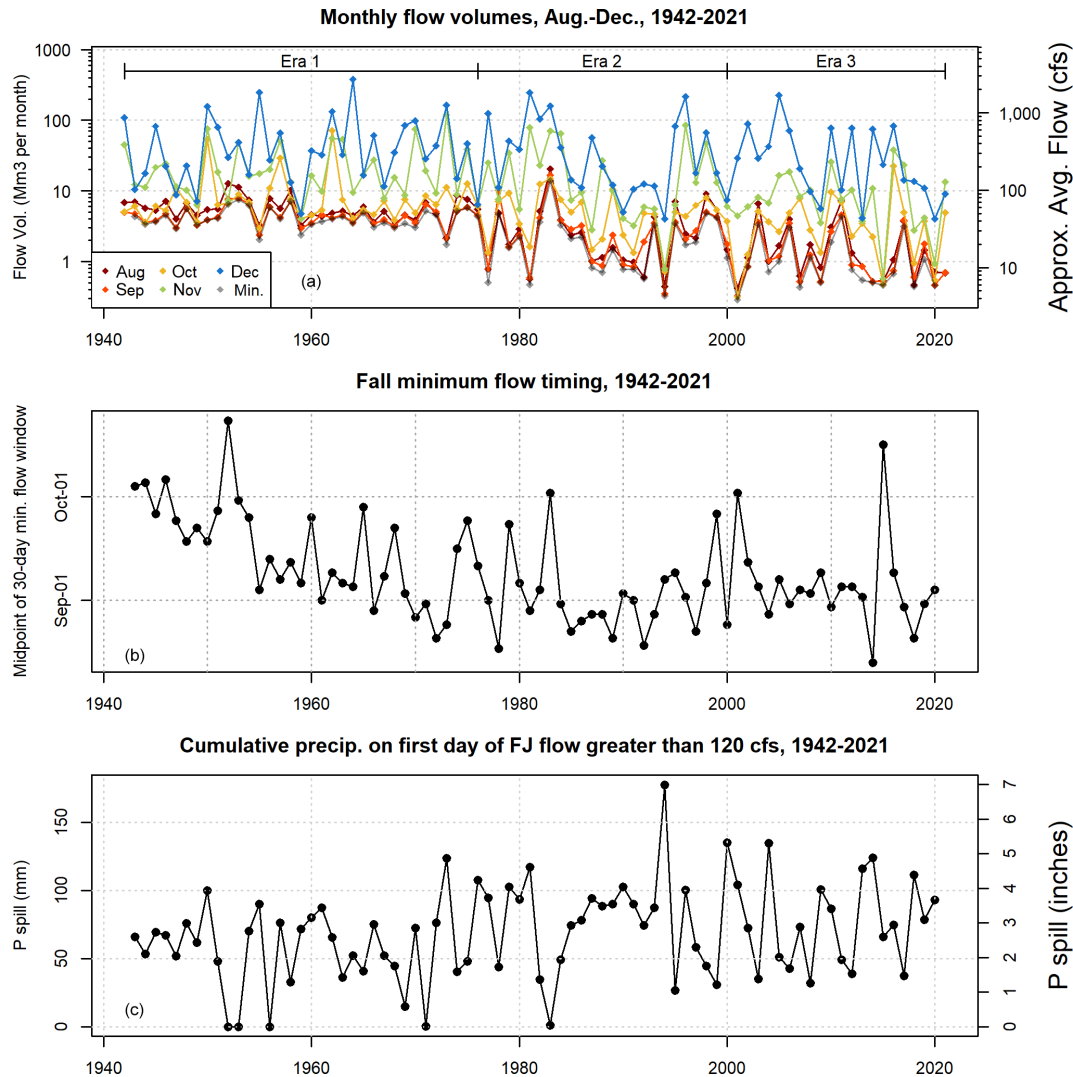 Monthly flow volumes, Aug.-Dec., 1942-2021
Flow Vol. (Mm3 per month)
1000
100
10
1
Era 1
Era 2
Era 3
1,000
100
10
Approx. Avg. Flow (cfs)
Aug
Oct
Dec
Sep
Nov
Min.
(a)
1940
1960
1980
2000
2020
Fall minimum flow timing, 1942-2021
Midpoint of 30-day min. flow window
Oct-01
Sep-01
(b)
1940
1960
1980
2000
2020
Cumulative precip. on first day of FJ flow greater than 120 cfs, 1942-2021
P spill (mm)
150
100
50
0
7
6
5
4
3
2
1
0
P spill (inches)
(c)
1940
1960
1980
2000
2020